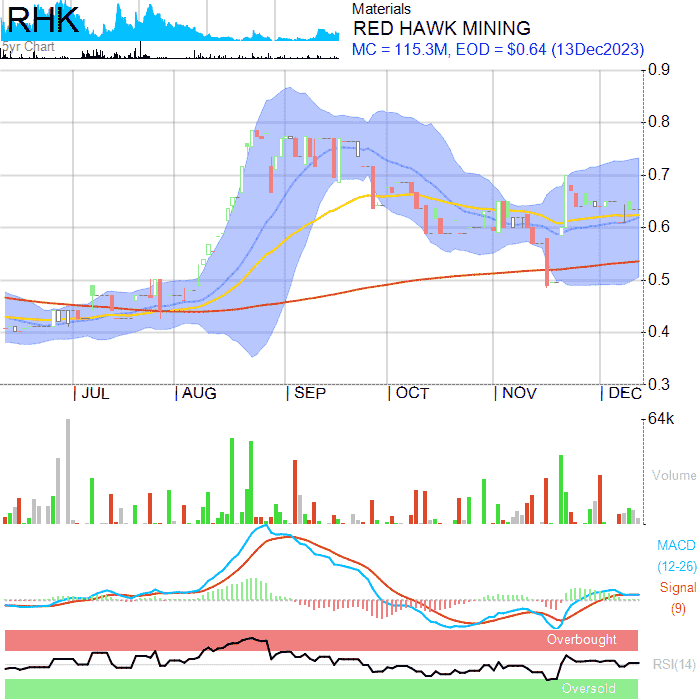 RHK
5yr Chart
Materials
RED HAWK MINING
MC = 115.3M, EOD = $0.64 (13Dec2023)
0.9
0.8
0.7
0.6
0.5
0.4
0.3
JUL
AUG
SEP
OCT
NOV
DEC
64k
Volume
MACD
(12-26)
Signal
(9)
Overbought
RSI(14)
Oversold